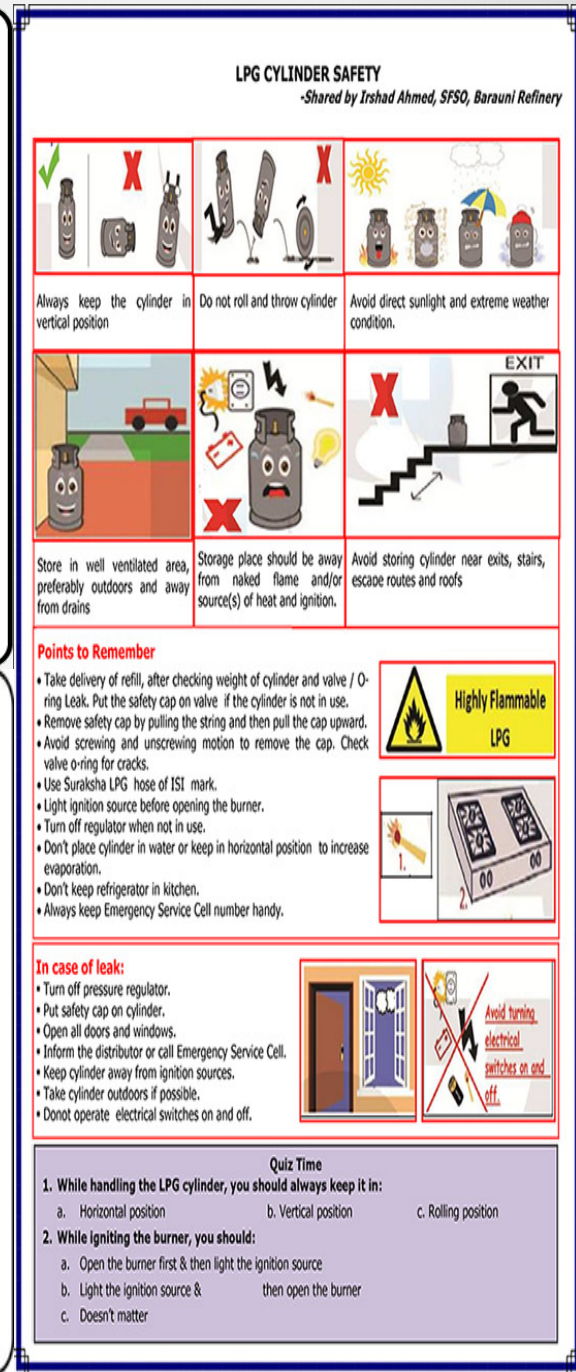 LPG CYLINDER SAFETY
-Shared by Irshad Ahmed, SFSO, Barauni Refinery
Always keep the cylinder in
vertical position
Do not roll and throw cylinder
Avoid direct sunlight and extreme weather
condition.
EXIT
Store in well ventilated area,
preferably outdoors and away
from drains
Storage place should be away
from naked flame and/or
source(s) of heat and ignition.
Avoid storing cylinder near exits, stairs,
escape routes and roofs
Points to Remember
• Take delivery of refill, after checking weight of cylinder and valve / O-
ring Leak. Put the safety cap on valve if the cylinder is not in use.
• Remove safety cap by pulling the string and then pull the cap upward.
• Avoid screwing and unscrewing motion to remove the cap. Check
valve o-ring for cracks.
• Use Suraksha LPG hose of ISI mark.
• Light ignition source before opening the burner.
• Turn off regulator when not in use.
• Don't place cylinder in water or keep in horizontal position to increase
evaporation.
• Don't keep refrigerator in kitchen.
• Always keep Emergency Service Cell number handy.
Highly Flammable
LPG
1.
2.
In case of leak:
• Turn off pressure regulator.
• Put safety cap on cylinder.
• Open all doors and windows.
• Inform the distributor or call Emergency Service Cell.
• Keep cylinder away from ignition sources.
• Take cylinder outdoors if possible.
• Donot operate electrical switches on and off.
Avoid turning
electrical
switches on and
off.
Quiz Time
1. While handling the LPG cylinder, you should always keep it in:
a. Horizontal position b. Vertical position c. Rolling position
2. While igniting the burner, you should:
a. Open the burner first & then light the ignition source
b. Light the ignition source & then open the burner
c. Doesn't matter